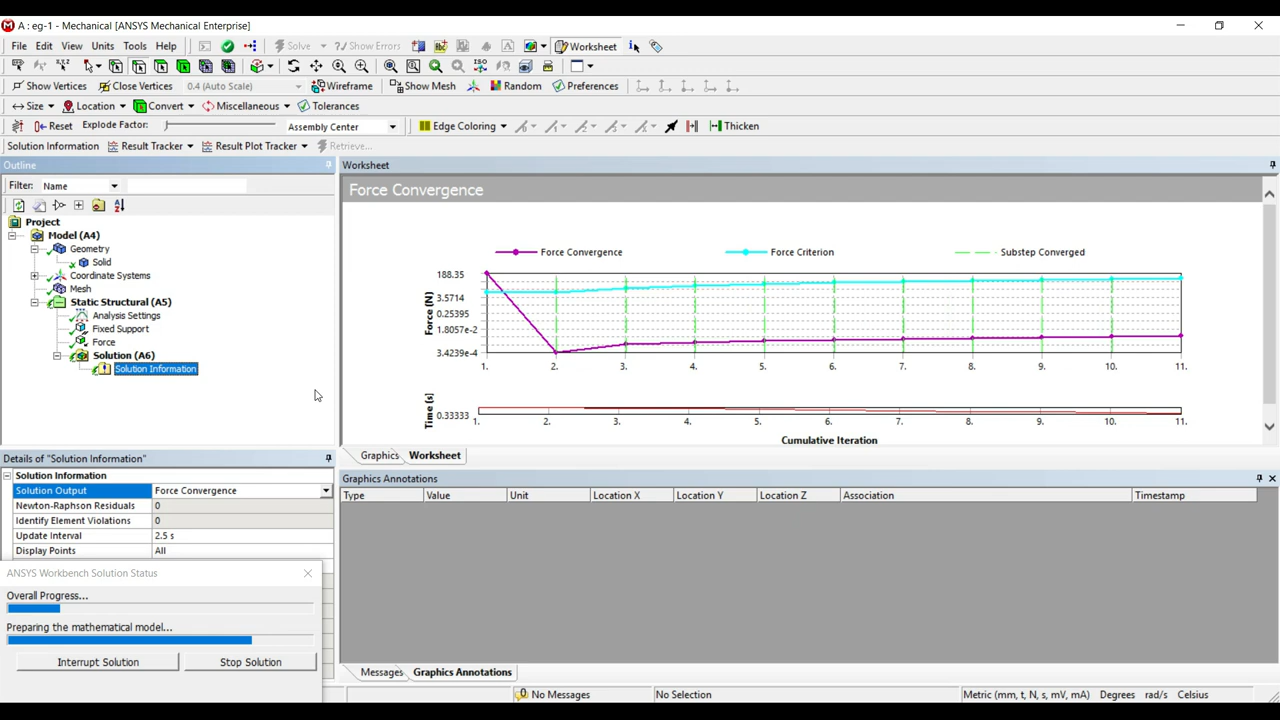 A : eg-1 - Mechanical [ANSYS Mechanical Enterprise]
File Edit View Units Tools Help Solve Show Errors Worksheet
Show Vertices Close Vertices 0.4 (Auto Scale) Wireframe Show Mesh Random Preferences
Size Location Convert Miscellaneous Tolerances
Reset Explode Factor: Assembly Center Edge Coloring Thicken
Solution Information Result Tracker Result Plot Tracker Retrieve...
Outline
Filter: Name
Project
Model (A4)
Geometry
Solid
Coordinate Systems
Mesh
Static Structural (A5)
Analysis Settings
Fixed Support
Force
Solution (A6)
Solution Information
Worksheet
Force Convergence
Force Convergence Force Criterion Substep Converged
Force (N)
188.35
3.5714
0.25395
1.8057e-2
3.4239e-4
1. 2. 3. 4. 5. 6. 7. 8. 9. 10. 11.
Time (s)
0.33333
1. 2. 3. 4. 5. 6. 7. 8. 9. 10. 11.
Cumulative Iteration
Graphics Worksheet
Details of "Solution Information"
Solution Information
Solution Output Force Convergence
Newton-Raphson Residuals 0
Identify Element Violations 0
Update Interval 2.5 s
Display Points All
ANSYS Workbench Solution Status
Overall Progress...
Preparing the mathematical model...
Interrupt Solution Stop Solution
Graphics Annotations
Type Value Unit Location X Location Y Location Z Association Timestamp
Messages Graphics Annotations
No Messages No Selection Metric (mm, t, N, s, mV, mA) Degrees rad/s Celsius